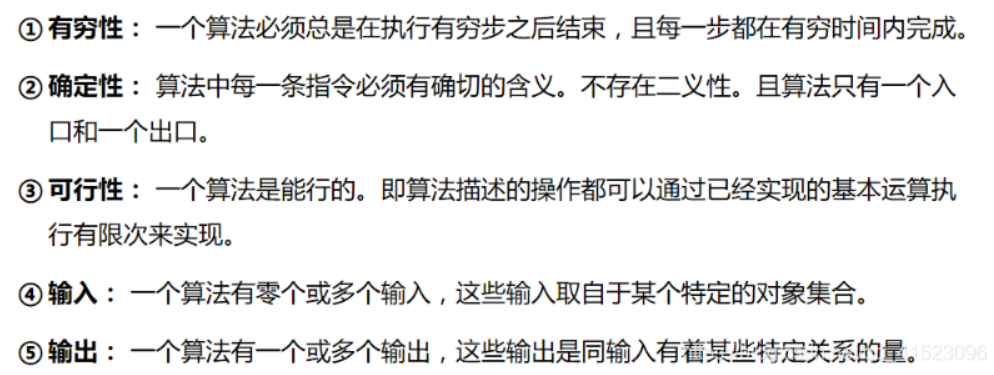 ① 有穷性： 一个算法必须总是在执行有穷步之后结束，且每一步都在有穷时间内完成。
② 确定性： 算法中每一条指令必须有确切的含义。不存在二义性。且算法只有一个入
口和一个出口。
③ 可行性： 一个算法是能行的。即算法描述的操作都可以通过已经实现的基本运算执
行有限次来实现。
④ 输入： 一个算法有零个或多个输入，这些输入取自于某个特定的对象集合。
⑤ 输出： 一个算法有一个或多个输出，这些输出是同输入有着某些特定关系的量。